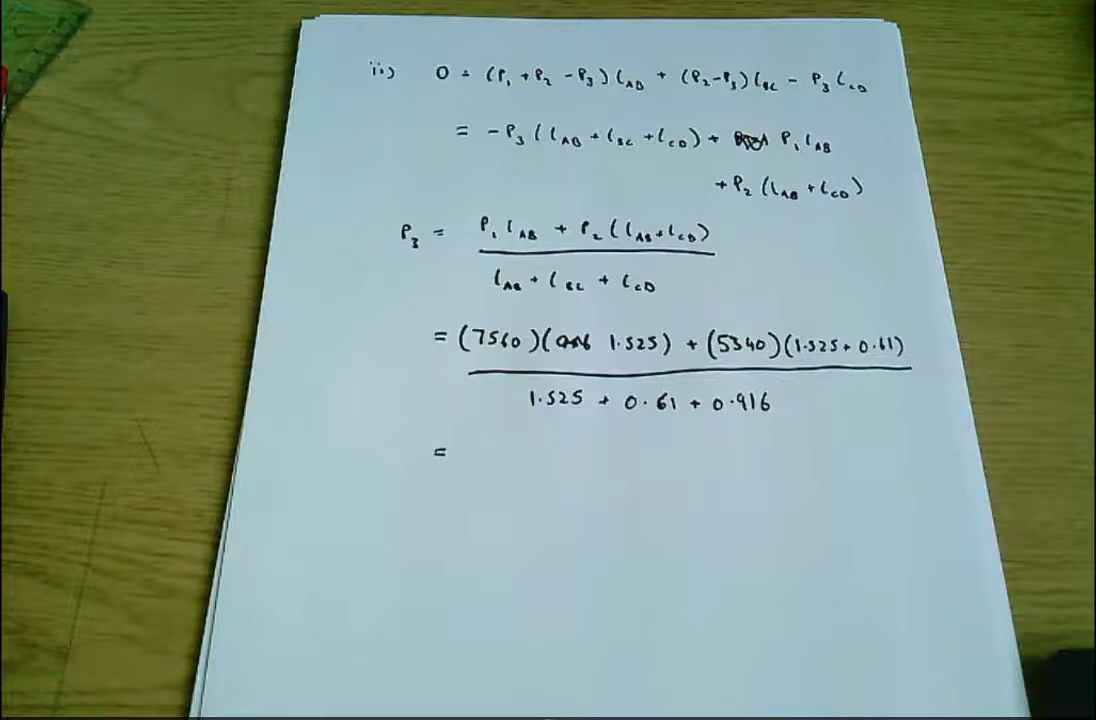 ii) 0 = (P₁ + P₂ - P₃) L_AB + (P₂ - P₃) L_BC - P₃ L_CD
= -P₃ (L_AB + L_BC + L_CD) + P₁ L_AB
+ P₂ (L_AB + L_CD)
P₃ = P₁ L_AB + P₂ (L_AB + L_CD)
L_AB + L_BC + L_CD
= (7560)(1.525) + (5340)(1.525 + 0.61)
1.525 + 0.61 + 0.916
=